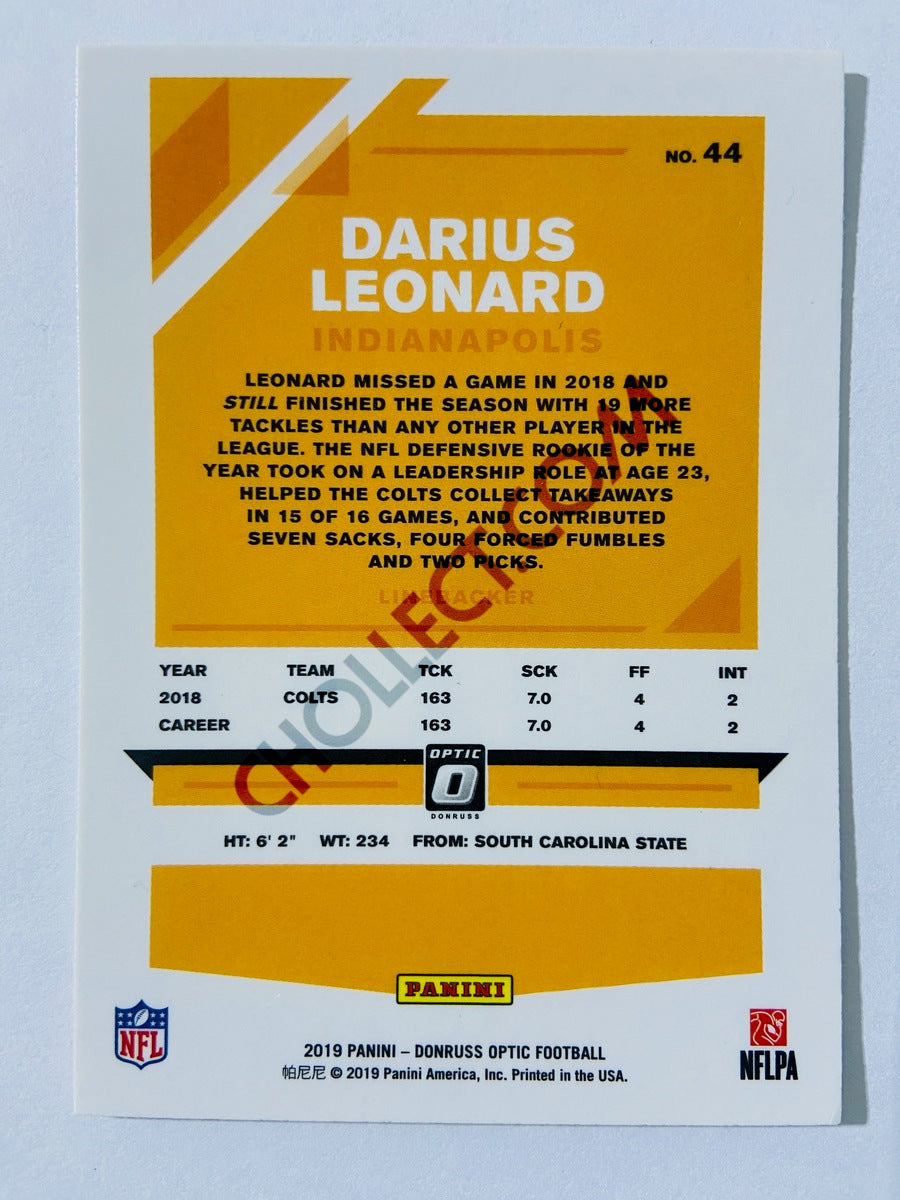 NO. 44
DARIUS
LEONARD
INDIANAPOLIS
LEONARD MISSED A GAME IN 2018 AND
STILL FINISHED THE SEASON WITH 19 MORE
TACKLES THAN ANY OTHER PLAYER IN THE
LEAGUE. THE NFL DEFENSIVE ROOKIE OF THE
YEAR TOOK ON A LEADERSHIP ROLE AT AGE 23,
HELPED THE COLTS COLLECT TAKEAWAYS
IN 15 OF 16 GAMES, AND CONTRIBUTED
SEVEN SACKS, FOUR FORCED FUMBLES
AND TWO PICKS.
LINEBACKER
YEAR TEAM TCK SCK FF INT
2018 COLTS 163 7.0 4 2
CAREER 163 7.0 4 2
CHOLLECT.COM
OPTIC
O
DONRUSS
HT: 6' 2" WT: 234 FROM: SOUTH CAROLINA STATE
PANINI
NFL
2019 PANINI – DONRUSS OPTIC FOOTBALL
帕尼尼 © 2019 Panini America, Inc. Printed in the USA.
NFLPA